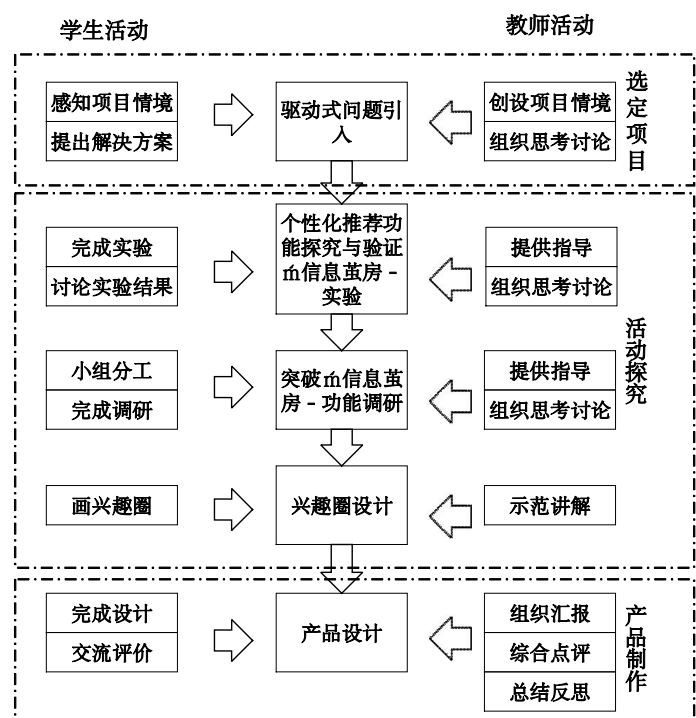 学生活动
教师活动
感知项目情境
提出解决方案
驱动式问题引
入
创设项目情境
组织思考讨论
选定项目
完成实验
讨论实验结果
个性化推荐功
能探究与验证
㎡信息茧房-
实验
提供指导
组织思考讨论
小组分工
完成调研
突破㎡信息茧
房-功能调研
提供指导
组织思考讨论
活动探究
画兴趣圈
兴趣圈设计
示范讲解
完成设计
交流评价
产品设计
组织汇报
综合点评
总结反思
产品制作